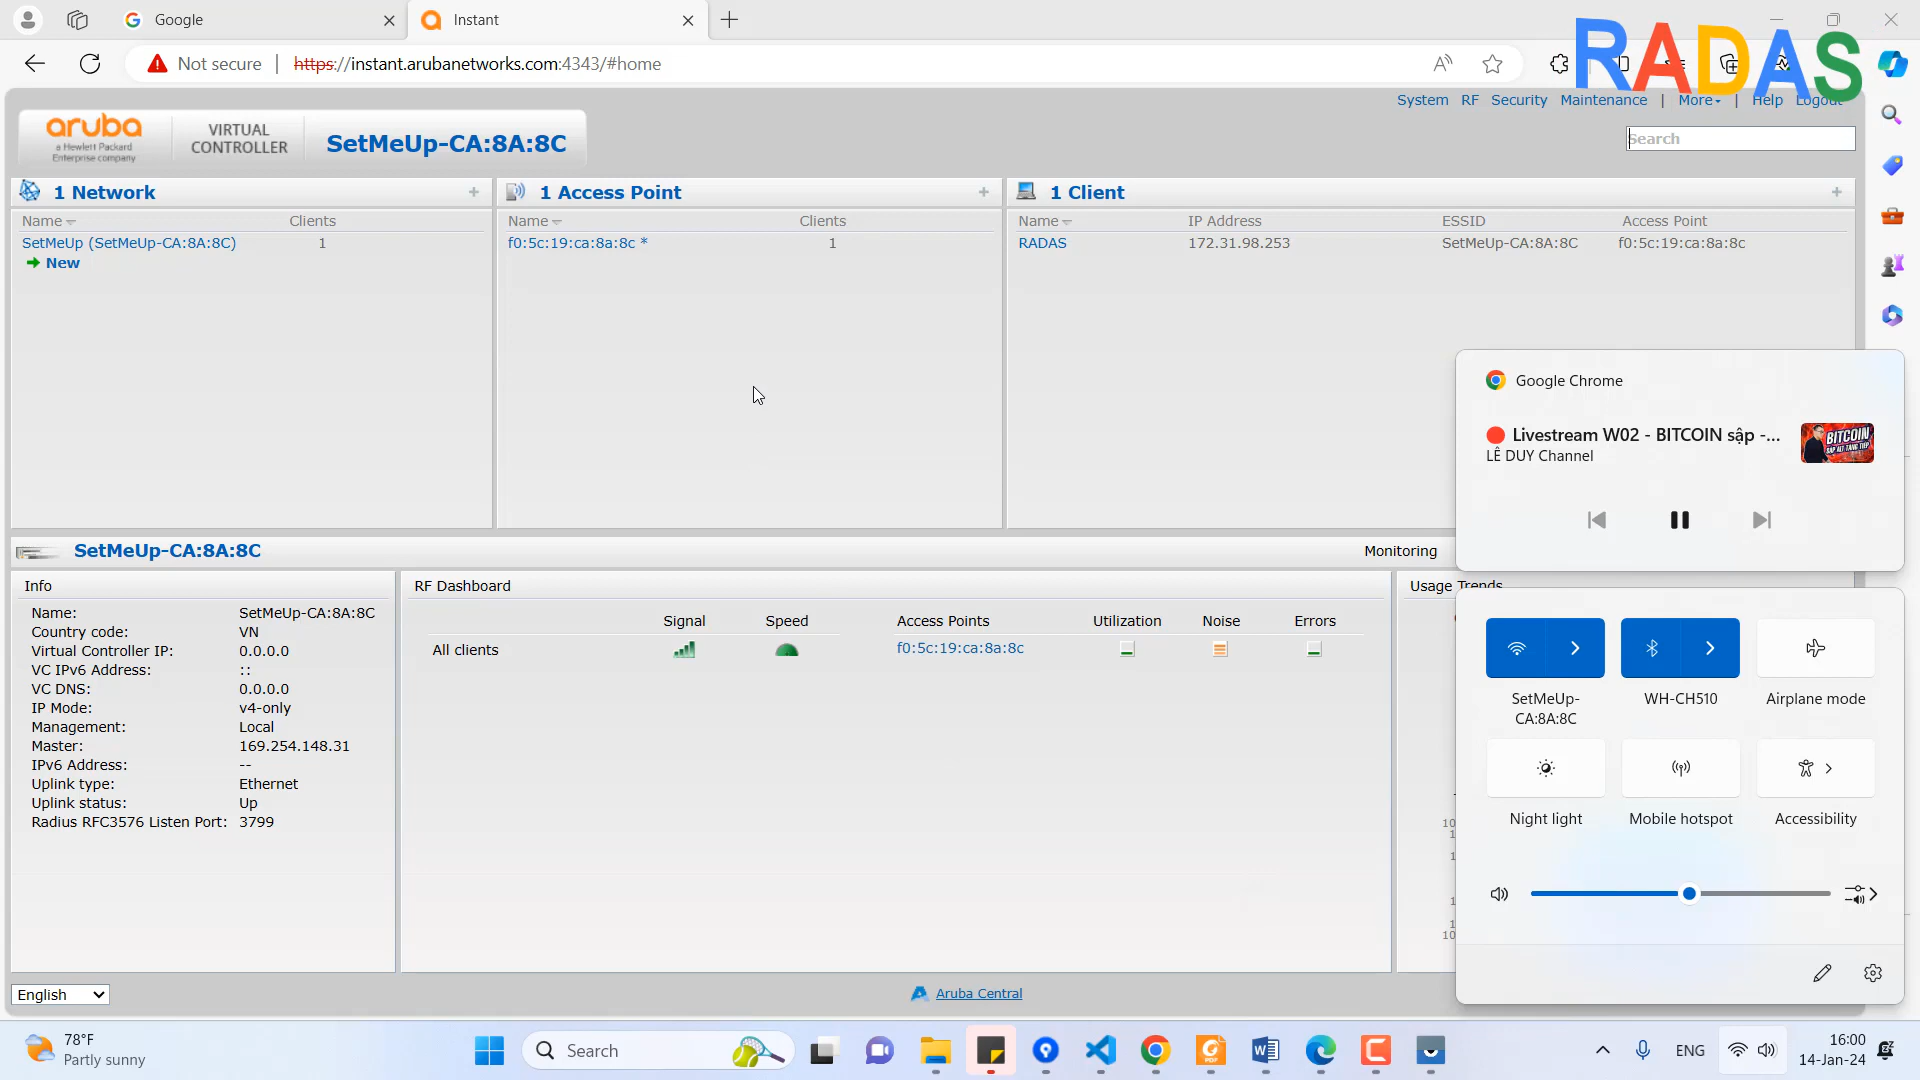 Google
Instant
Not secure
https://instant.arubanetworks.com:4343/#home
RADAS
System RF Security Maintenance | More | Help Logout
aruba
a Hewlett Packard
Enterprise company
VIRTUAL
CONTROLLER
SetMeUp-CA:8A:8C
Search
1 Network
Name Clients
SetMeUp (SetMeUp-CA:8A:8C) 1
New
1 Access Point
Name Clients
f0:5c:19:ca:8a:8c * 1
1 Client
Name IP Address ESSID Access Point
RADAS 172.31.98.253 SetMeUp-CA:8A:8C f0:5c:19:ca:8a:8c
Google Chrome
Livestream W02 - BITCOIN sập -...
LÊ DUY Channel
BITCOIN
SetMeUp-CA:8A:8C
Monitoring
Info
Name: SetMeUp-CA:8A:8C
Country code: VN
Virtual Controller IP: 0.0.0.0
VC IPv6 Address: ::
VC DNS: 0.0.0.0
IP Mode: v4-only
Management: Local
Master: 169.254.148.31
IPv6 Address: --
Uplink type: Ethernet
Uplink status: Up
Radius RFC3576 Listen Port: 3799
RF Dashboard
Signal Speed Access Points Utilization Noise Errors
All clients f0:5c:19:ca:8a:8c
Usage Trends
SetMeUp-
CA:8A:8C
WH-CH510
Airplane mode
Night light
Mobile hotspot
Accessibility
English
Aruba Central
78°F
Partly sunny
Search
ENG
16:00
14-Jan-24